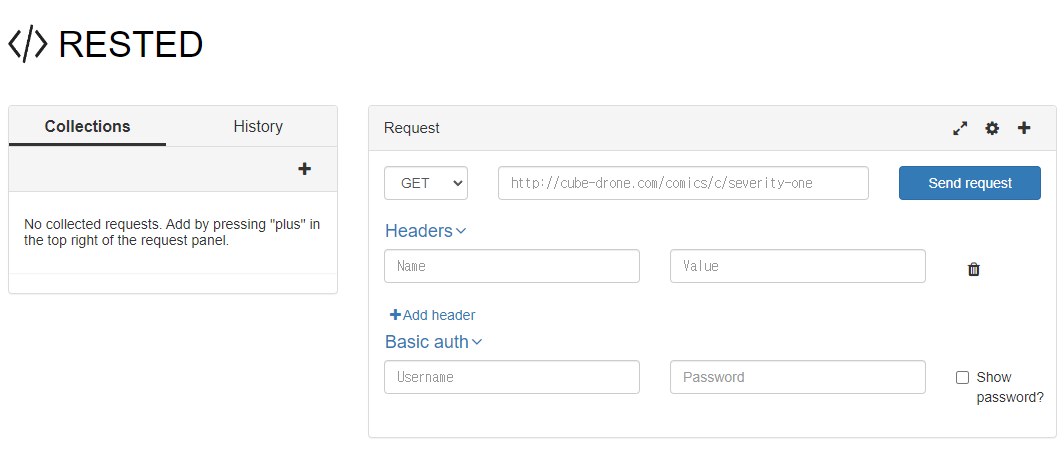 </> RESTED
Collections
History
No collected requests. Add by pressing "plus" in
the top right of the request panel.
Request
GET
http://cube-drone.com/comics/c/severity-one
Send request
Headers
Name
Value
Add header
Basic auth
Username
Password
Show
password?